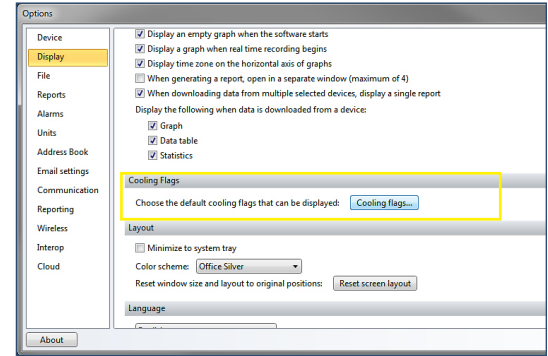 Options
Device
Display
File
Reports
Alarms
Units
Address Book
Email settings
Communication
Reporting
Wireless
Interop
Cloud
Display an empty graph when the software starts
Display a graph when real time recording begins
Display time zone on the horizontal axis of graphs
When generating a report, open in a separate window (maximum of 4)
When downloading data from multiple selected devices, display a single report
Display the following when data is downloaded from a device:
Graph
Data table
Statistics
Cooling Flags
Choose the default cooling flags that can be displayed: Cooling flags...
Layout
Minimize to system tray
Color scheme: Office Silver
Reset window size and layout to original positions: Reset screen layout
Language
About